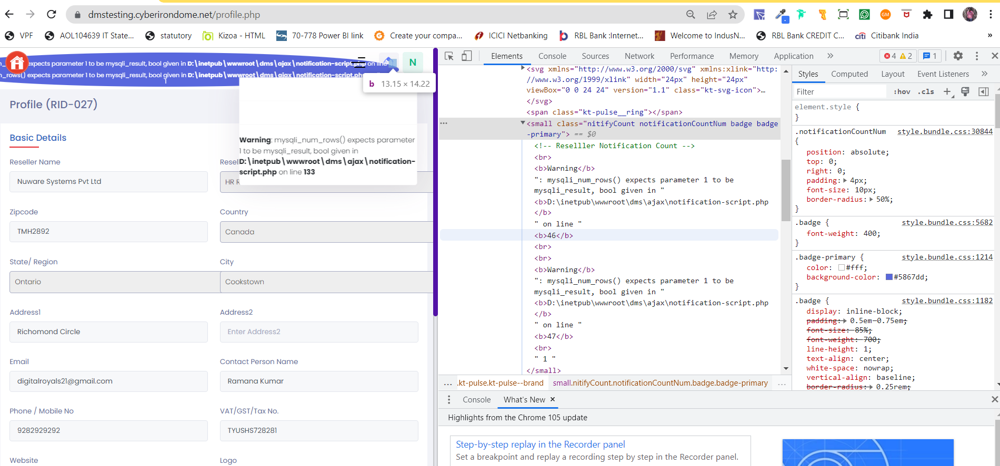 dmstesting.cyberirondome.net/profile.php
VPF
AOL104639 IT State...
statutory
Kizoa - HTML
70-778 Power BI link
Create your compa...
ICICI Netbanking
RBL Bank :Internet...
Welcome to IndusN...
RBL Bank CREDIT C...
citi Citibank India
»
expects parameter 1 to be mysqli_result, bool given in D:\inetpub\wwwroot\dms\ajax\notification-script.php on line
_rows() expects parameter 1 to be mysqli_result, bool given in D:\inetpub\wwwroot\dms\ajax\notification-script.php
N
b 13.15 × 14.22
Profile (RID-027)
Warning: mysqli_num_rows() expects parameter
1 to be mysqli_result, bool given in
D:\inetpub\wwwroot\dms\ajax\notification-
script.php on line 133
Basic Details
Reseller Name
Resell
Nuware Systems Pvt Ltd
HR R
Zipcode
Country
TMH2892
Canada
State/ Region
City
Ontario
Cookstown
Address1
Address2
Richomond Circle
Enter Address2
Email
Contact Person Name
digitalroyals21@gmail.com
Ramana Kumar
Phone / Mobile No
VAT/GST/Tax No.
9282929292
TYUSHS728281
Website
Logo
Elements
Console
Sources
Network
Performance
Memory
Application
»
4
2
1
<svg xmlns="http://www.w3.org/2000/svg" xmlns:xlink="http:
//www.w3.org/1999/xlink" width="24px" height="24px"
viewBox="0 0 24 24" version="1.1" class="kt-svg-icon">…
</svg>
<span class="kt-pulse__ring"></span>
<small class="nitifyCount notificationCountNum badge badge
-primary"> == $0
<!-- Reselller Notification Count -->
<br>
<b>Warning</b>
": mysqli_num_rows() expects parameter 1 to be
mysqli_result, bool given in "
<b>D:\inetpub\wwwroot\dms\ajax\notification-script.php
</b>
" on line "
<b>46</b>
<br>
<br>
<b>Warning</b>
": mysqli_num_rows() expects parameter 1 to be
mysqli_result, bool given in "
<b>D:\inetpub\wwwroot\dms\ajax\notification-script.php
</b>
" on line "
<b>47</b>
<br>
" 1 "
</small>
... .kt-pulse.kt-pulse--brand small.nitifyCount.notificationCountNum.badge.badge-primary ...
Styles
Computed
Layout
Event Listeners
»
Filter
:hov
.cls
+
element.style {
}
.notificationCountNum style.bundle.css:30844
{
position: absolute;
top: 0;
right: 0;
padding: 4px;
font-size: 10px;
border-radius: 50%;
}
.badge { style.bundle.css:5682
font-weight: 400;
}
.badge-primary { style.bundle.css:1214
color: #fff;
background-color: #5867dd;
}
.badge { style.bundle.css:1182
display: inline-block;
padding: 0.5em 0.75em;
font-size: 85%;
font-weight: 700;
line-height: 1;
text-align: center;
white-space: nowrap;
vertical-align: baseline;
border-radius: 0.25rem;
Console
What's New ×
Highlights from the Chrome 105 update
Step-by-step replay in the Recorder panel
Set a breakpoint and replay a recording step by step in the Recorder panel.